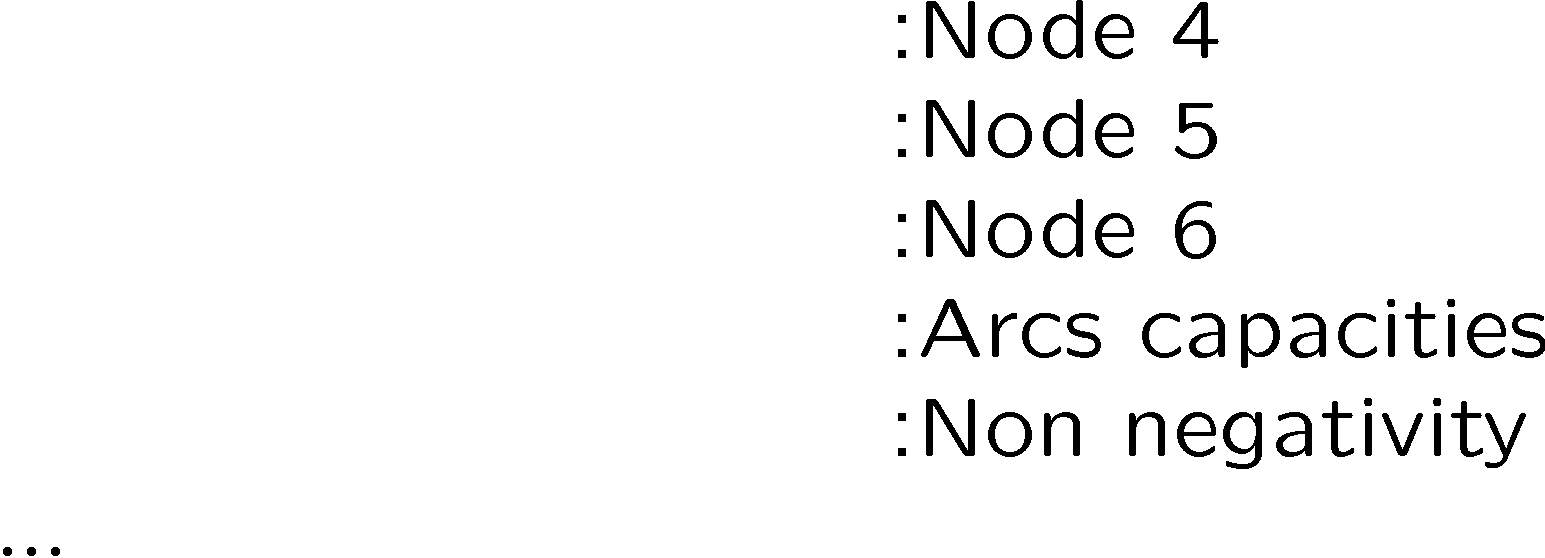 :Node 4
:Node 5
:Node 6
:Arcs capacities
:Non negativity
...